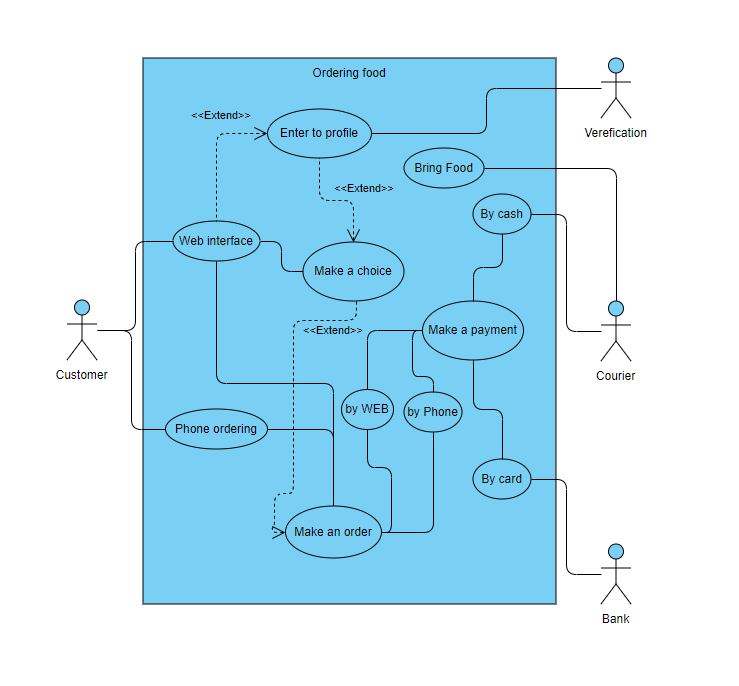 Ordering food
<<Extend>>
Enter to profile
Verefication
Bring Food
<<Extend>>
By cash
Web interface
Make a choice
<<Extend>>
Make a payment
Customer
Courier
by WEB
by Phone
Phone ordering
By card
Make an order
Bank